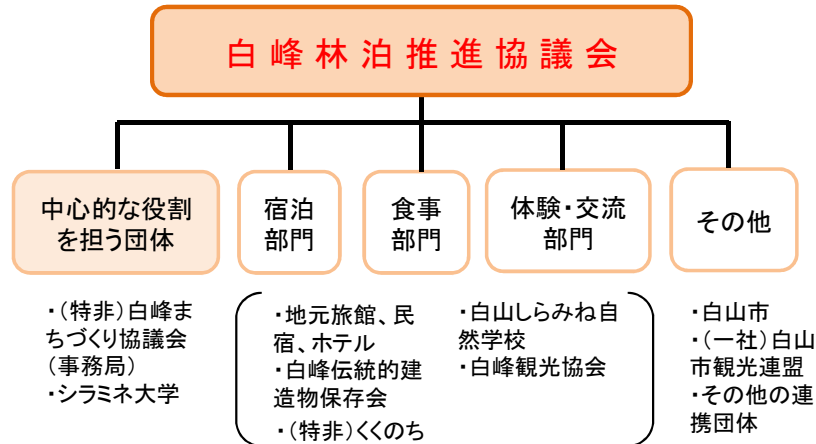 白峰林泊推進協議会
中心的な役割
を担う団体
宿泊
部門
食事
部門
体験・交流
部門
その他
・(特非)白峰ま
ちづくり協議会
(事務局)
・シラミネ大学
・地元旅館、民
宿、ホテル
・白峰伝統的建
造物保存会
・(特非)くくのち
・白山しらみね自
然学校
・白峰観光協会
・白山市
・(一社)白山
市観光連盟
・その他の連
携団体